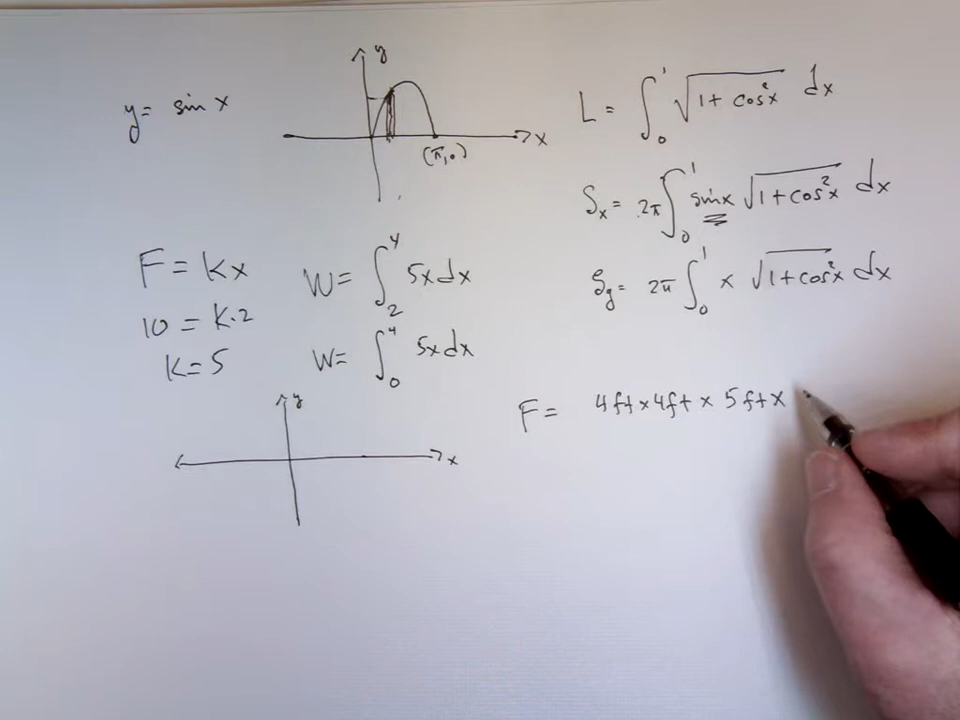 y
y = sin x
x
(π,0)
L = ∫₀¹ √(1 + cos²x) dx
Sₓ = 2π ∫₀¹ sinx √(1 + cos²x) dx
S_y = 2π ∫₀¹ x √(1 + cos²x) dx
F = kx
10 = k·2
k = 5
W = ∫₂⁴ 5x dx
W = ∫₀⁴ 5x dx
y
x
F = 4ft x 4ft x 5ft x